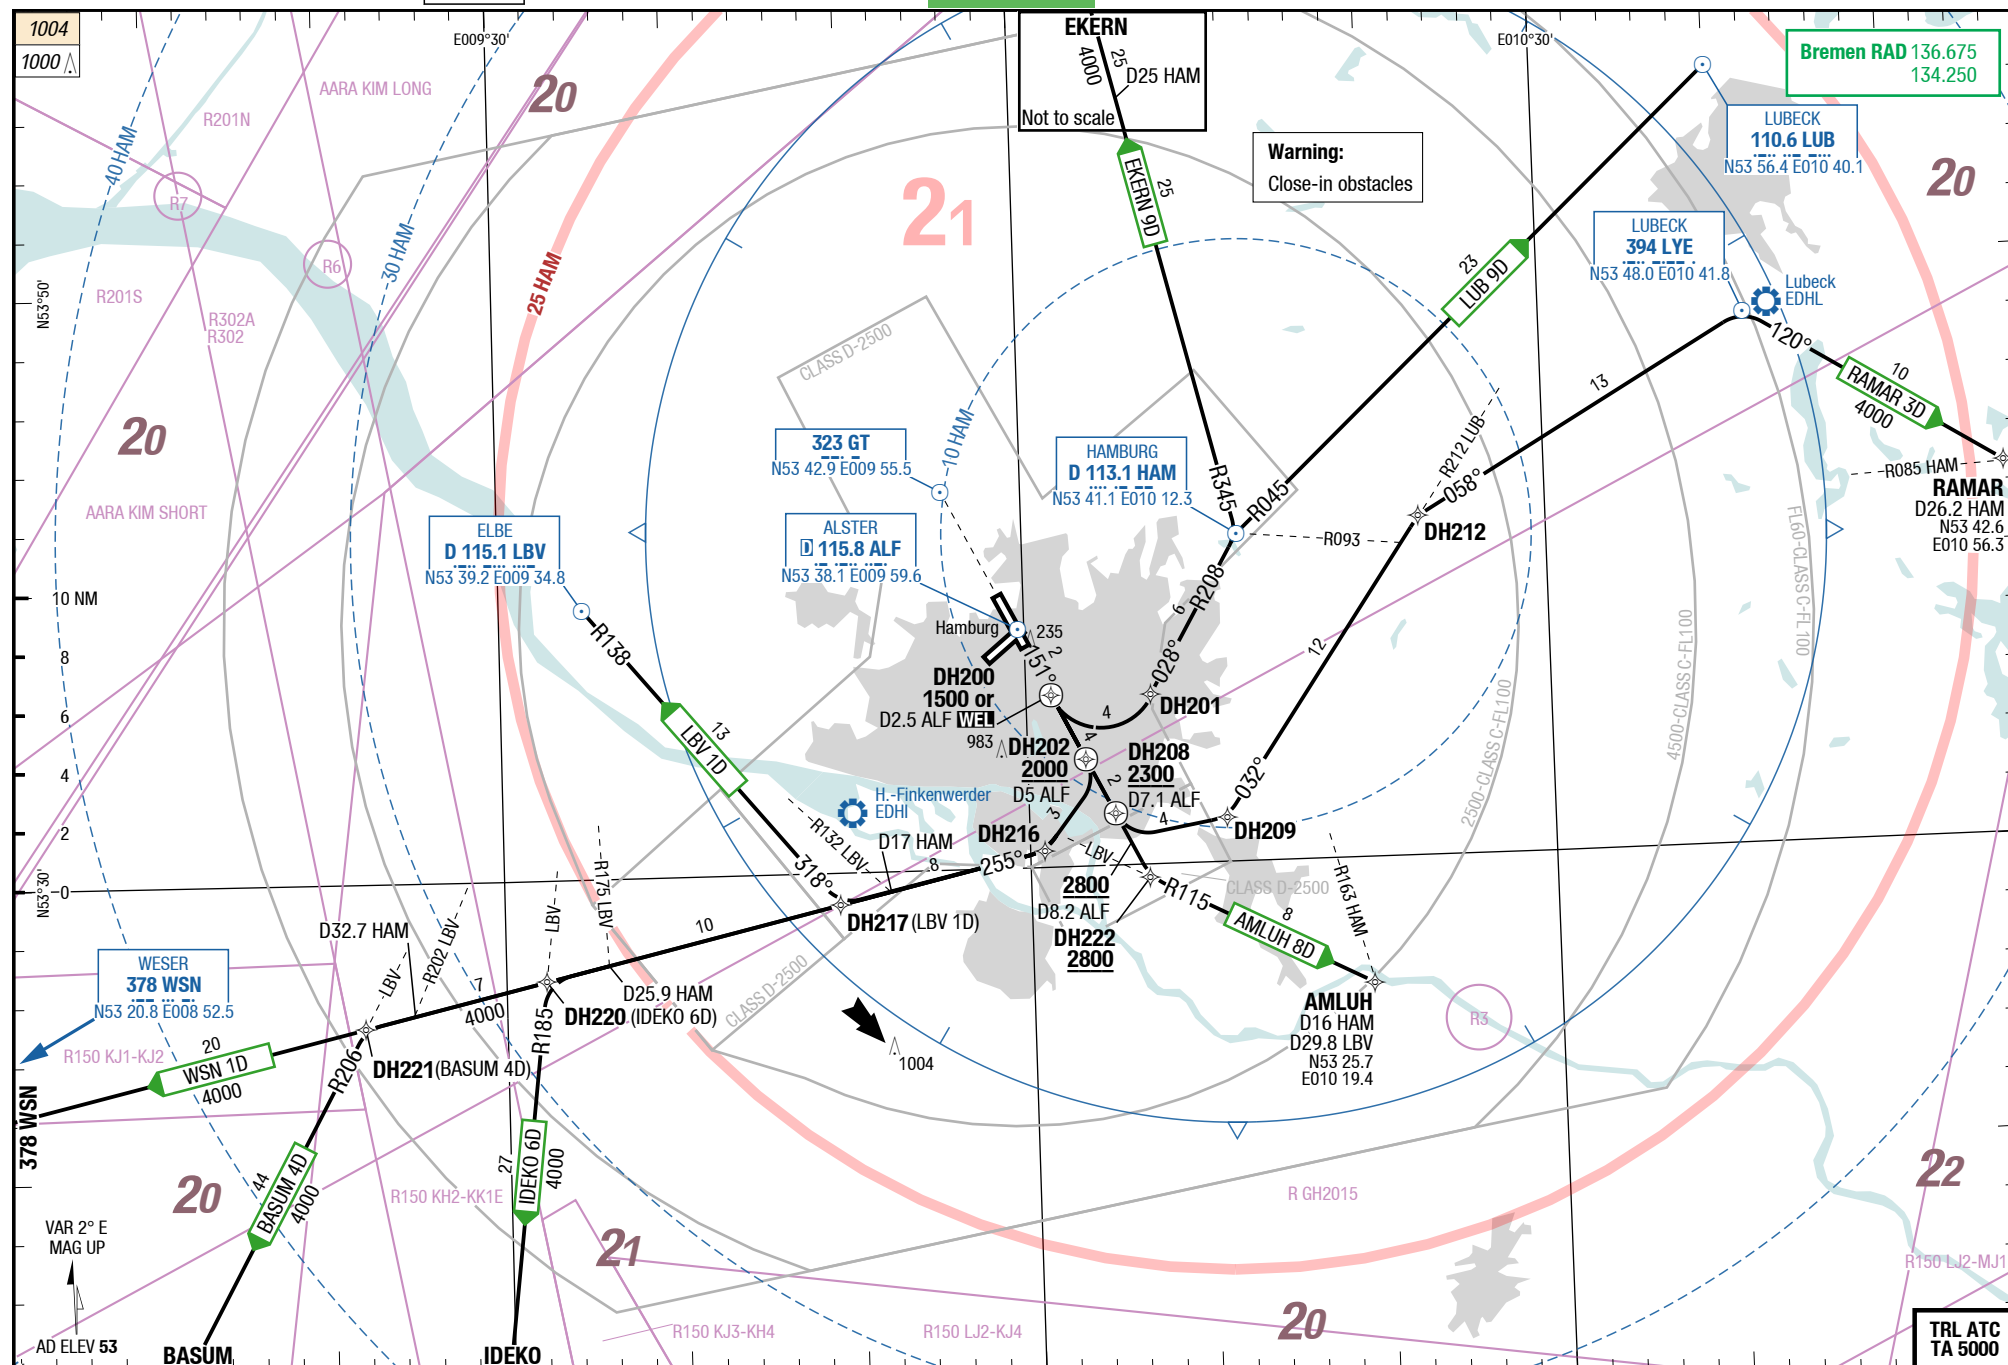 1004
1000
E009°30'
EKERN
4000
25
D25 HAM
Not to scale
E010°30'
Bremen RAD 136.675
134.250
AARA KIM LONG
R201N
20
40 HAM
R7
R6
30 HAM
25 HAM
21
EKERN 9D
25
Warning:
Close-in obstacles
LUBECK
110.6 LUB
N53 56.4 E010 40.1
20
LUBECK
394 LYE
N53 48.0 E010 41.8
Lubeck
EDHL
23
LUB 9D
N53°50'
R201S
R302A
R302
CLASS D-2500
120°
10
RAMAR 3D
4000
13
20
323 GT
N53 42.9 E009 55.5
10 HAM
HAMBURG
D 113.1 HAM
N53 41.1 E010 12.3
R345
R045
R212 LUB
058°
R085 HAM
RAMAR
D26.2 HAM
N53 42.6
E010 56.3
AARA KIM SHORT
ELBE
D 115.1 LBV
N53 39.2 E009 34.8
ALSTER
D 115.8 ALF
N53 38.1 E009 59.6
R093
DH212
FL60-CLASS C-FL100
10 NM
R138
Hamburg
235
2
151°
6
R208
028°
12
4500-CLASS C-FL100
8
DH200
1500 or
D2.5 ALF WEL
983
DH201
4
2500-CLASS C-FL100
6
13
LBV 1D
4
DH202
2000
D5 ALF
DH208
2300
D7.1 ALF
2
4
032°
DH209
4
H.-Finkenwerder
EDHI
3
2
R132 LBV
D17 HAM
DH216
8
255°
LBV
N53°30'
0
318°
R175 LBV
CLASS D-2500
R163 HAM
2800
D8.2 ALF
DH222
2800
R115
8
AMLUH 8D
DH217 (LBV 1D)
10
D32.7 HAM
R202 LBV
LBV
LBV
WESER
378 WSN
N53 20.8 E008 52.5
7
4000
D25.9 HAM
DH220 (IDEKO 6D)
CLASS D-2500
AMLUH
D16 HAM
D29.8 LBV
N53 25.7
E010 19.4
R3
1004
R150 KJ1-KJ2
20
WSN 1D
4000
R206
DH221 (BASUM 4D)
R185
378 WSN
44
BASUM 4D
4000
27
IDEKO 6D
4000
20
R150 KH2-KK1E
R GH2015
22
VAR 2° E
MAG UP
21
R150 LJ2-MJ1
AD ELEV 53
BASUM
IDEKO
R150 KJ3-KH4
R150 LJ2-KJ4
20
TRL ATC
TA 5000